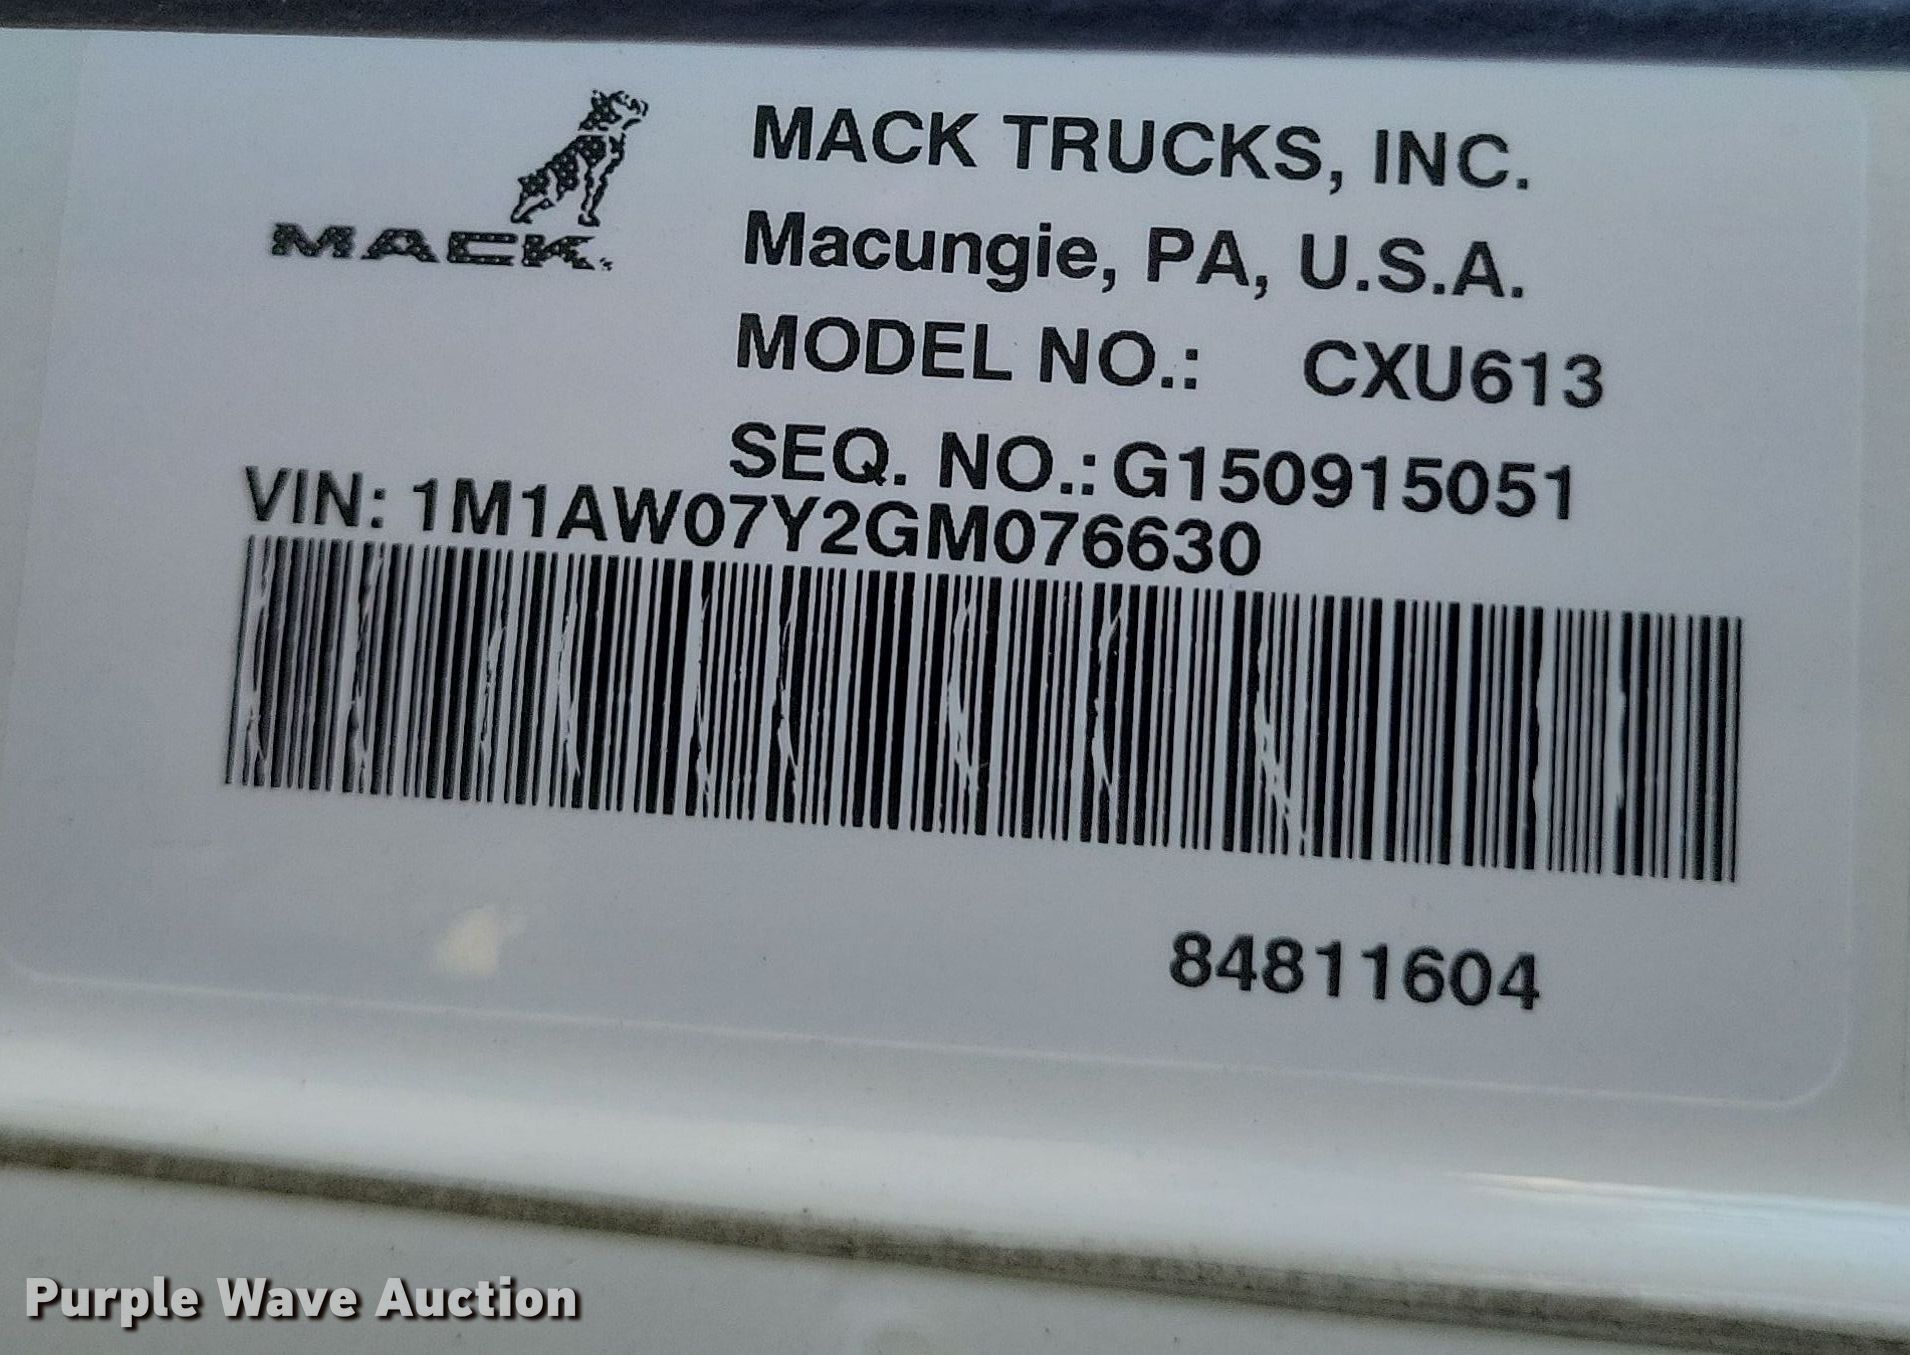 MACK
MACK TRUCKS, INC.
Macungie, PA, U.S.A.
MODEL NO.: CXU613
SEQ. NO.:G150915051
VIN: 1M1AW07Y2GM076630
84811604
Purple Wave Auction